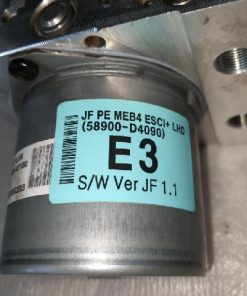 JF PE MEB4 ESCi+ LHD
(58900-D4090)
E3
S/W Ver JF 1.1